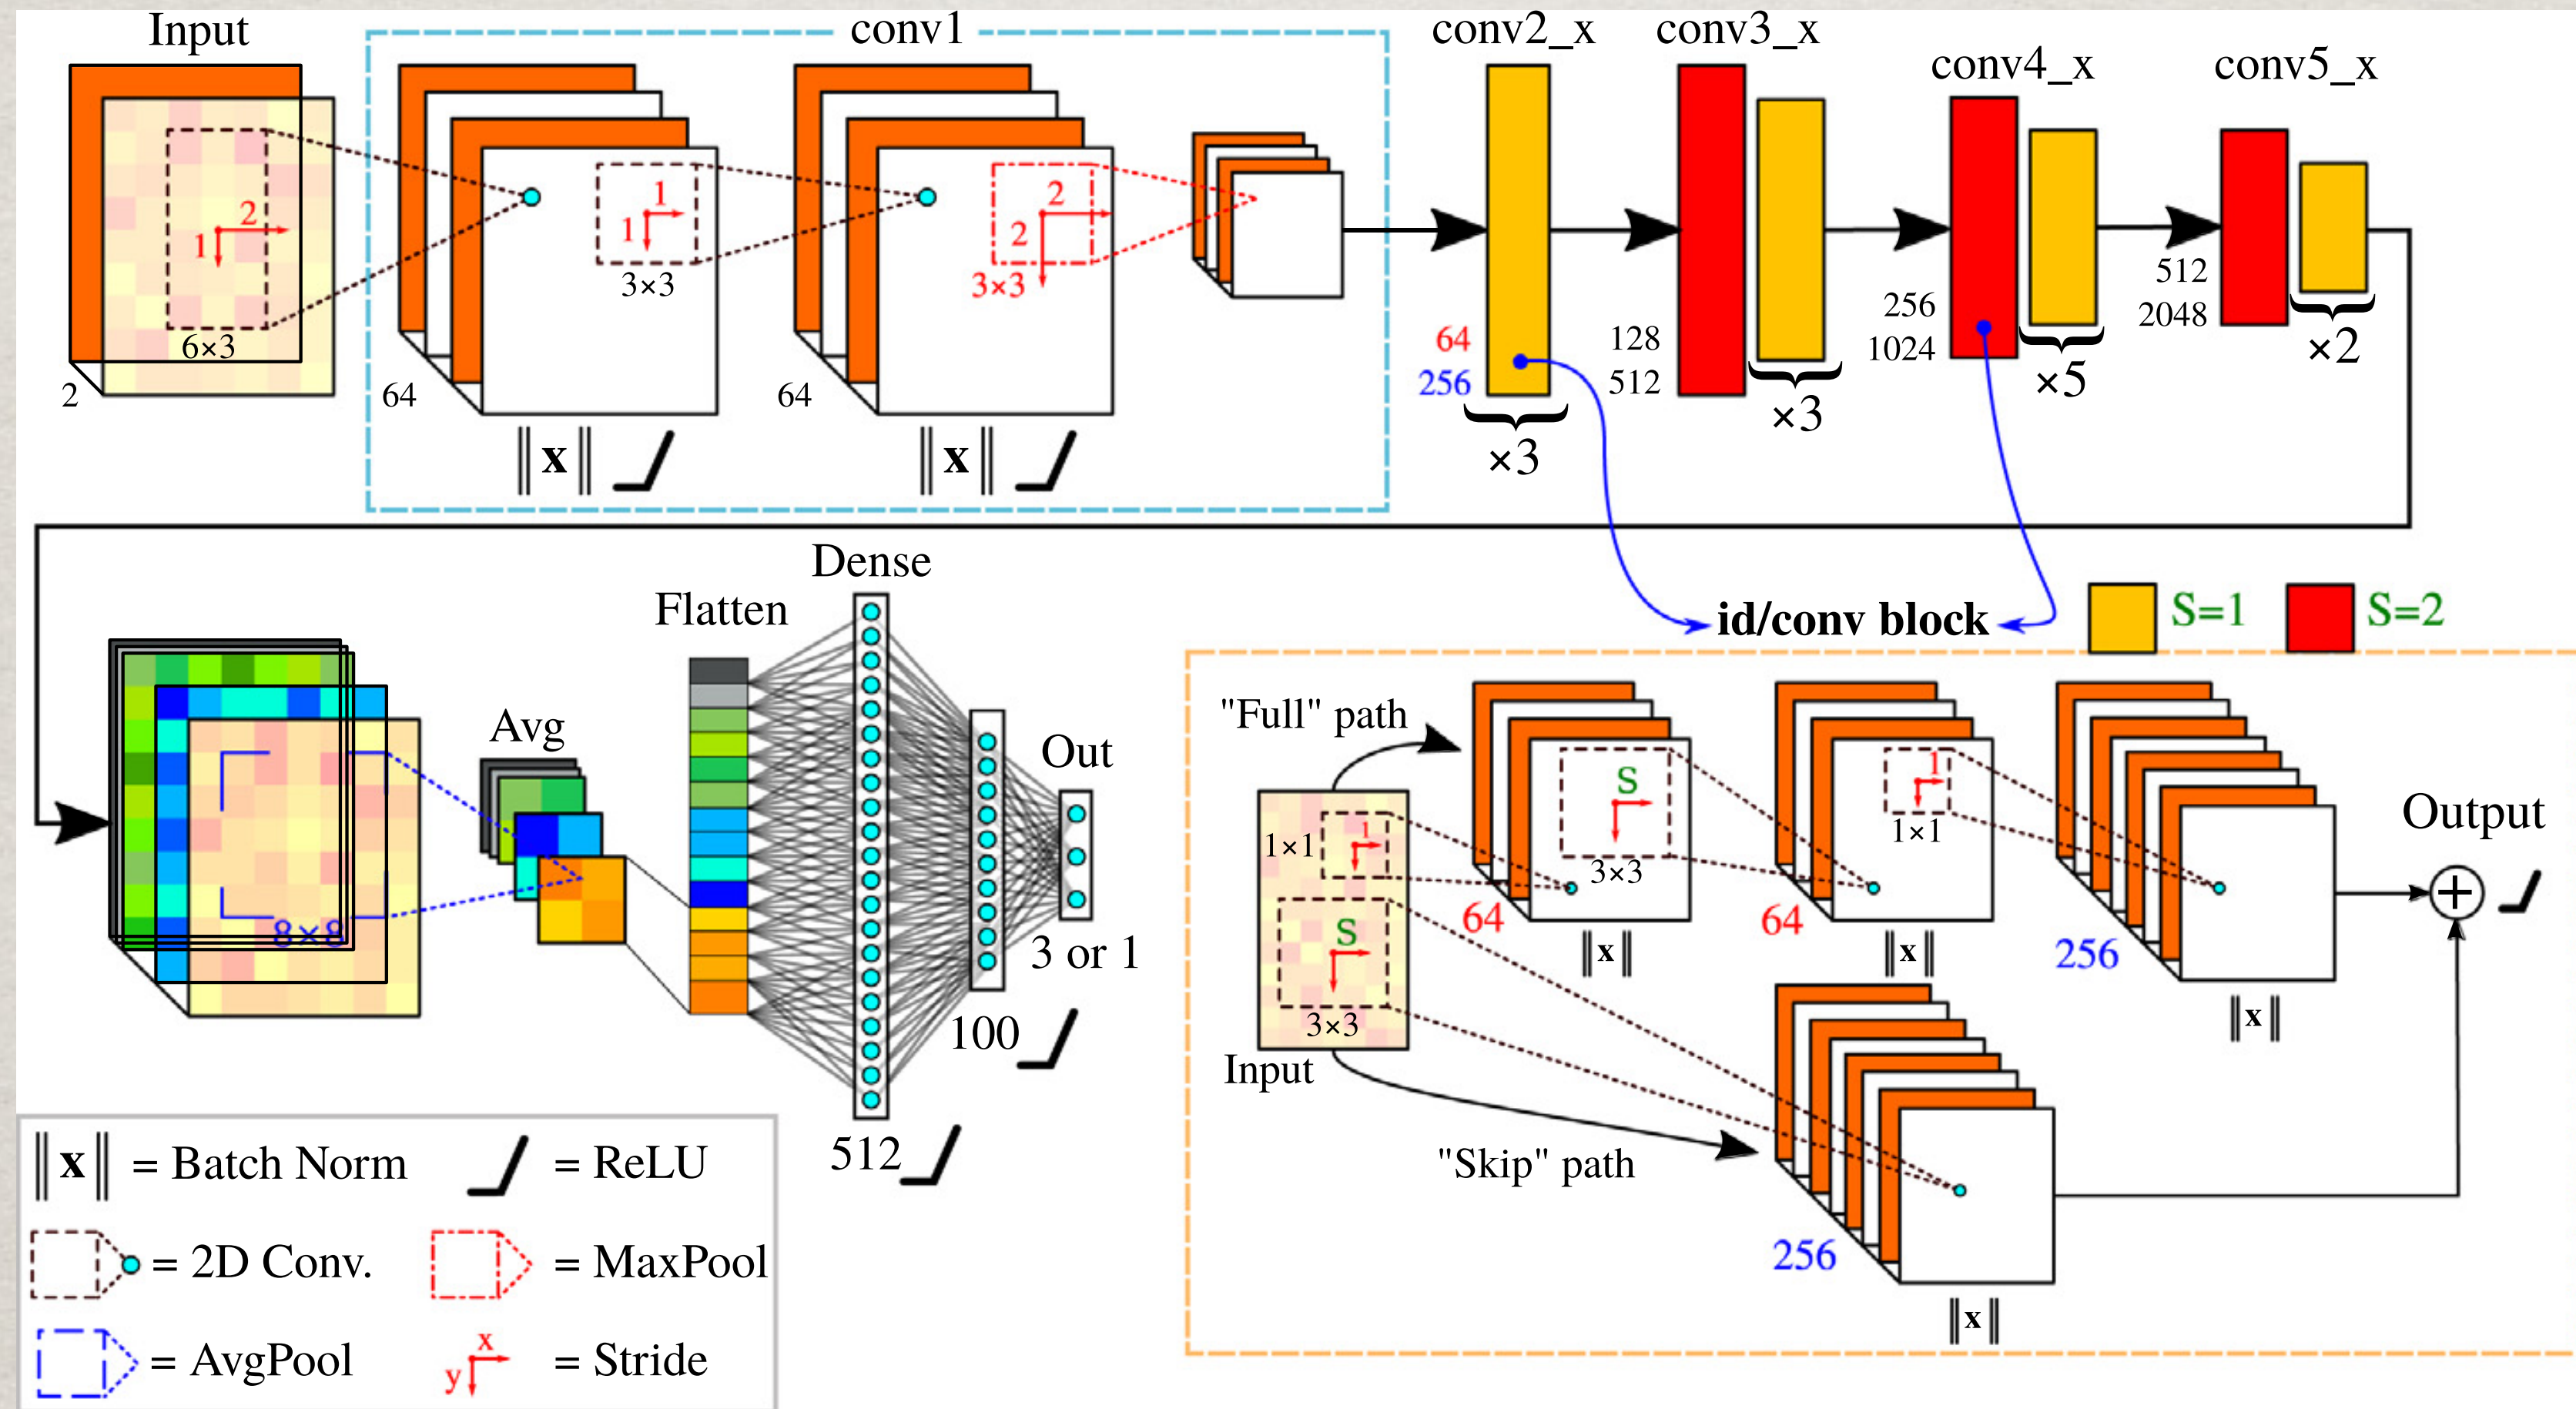 Input
conv1
conv2_x
conv3_x
conv4_x
conv5_x
2
1
6×3
2
1
1
3×3
64
2
2
3×3
64
‖x‖
‖x‖
64
256
×3
128
512
×3
256
1024
×5
512
2048
×2
id/conv block
S=1
S=2
8×8
Avg
Flatten
Dense
512
100
Out
3 or 1
"Full" path
1×1
1
S
3×3
Input
S
3×3
64
‖x‖
1
1×1
64
‖x‖
256
‖x‖
Output
+
"Skip" path
256
‖x‖
‖x‖ = Batch Norm
= ReLU
= 2D Conv.
= MaxPool
= AvgPool
x
y
= Stride